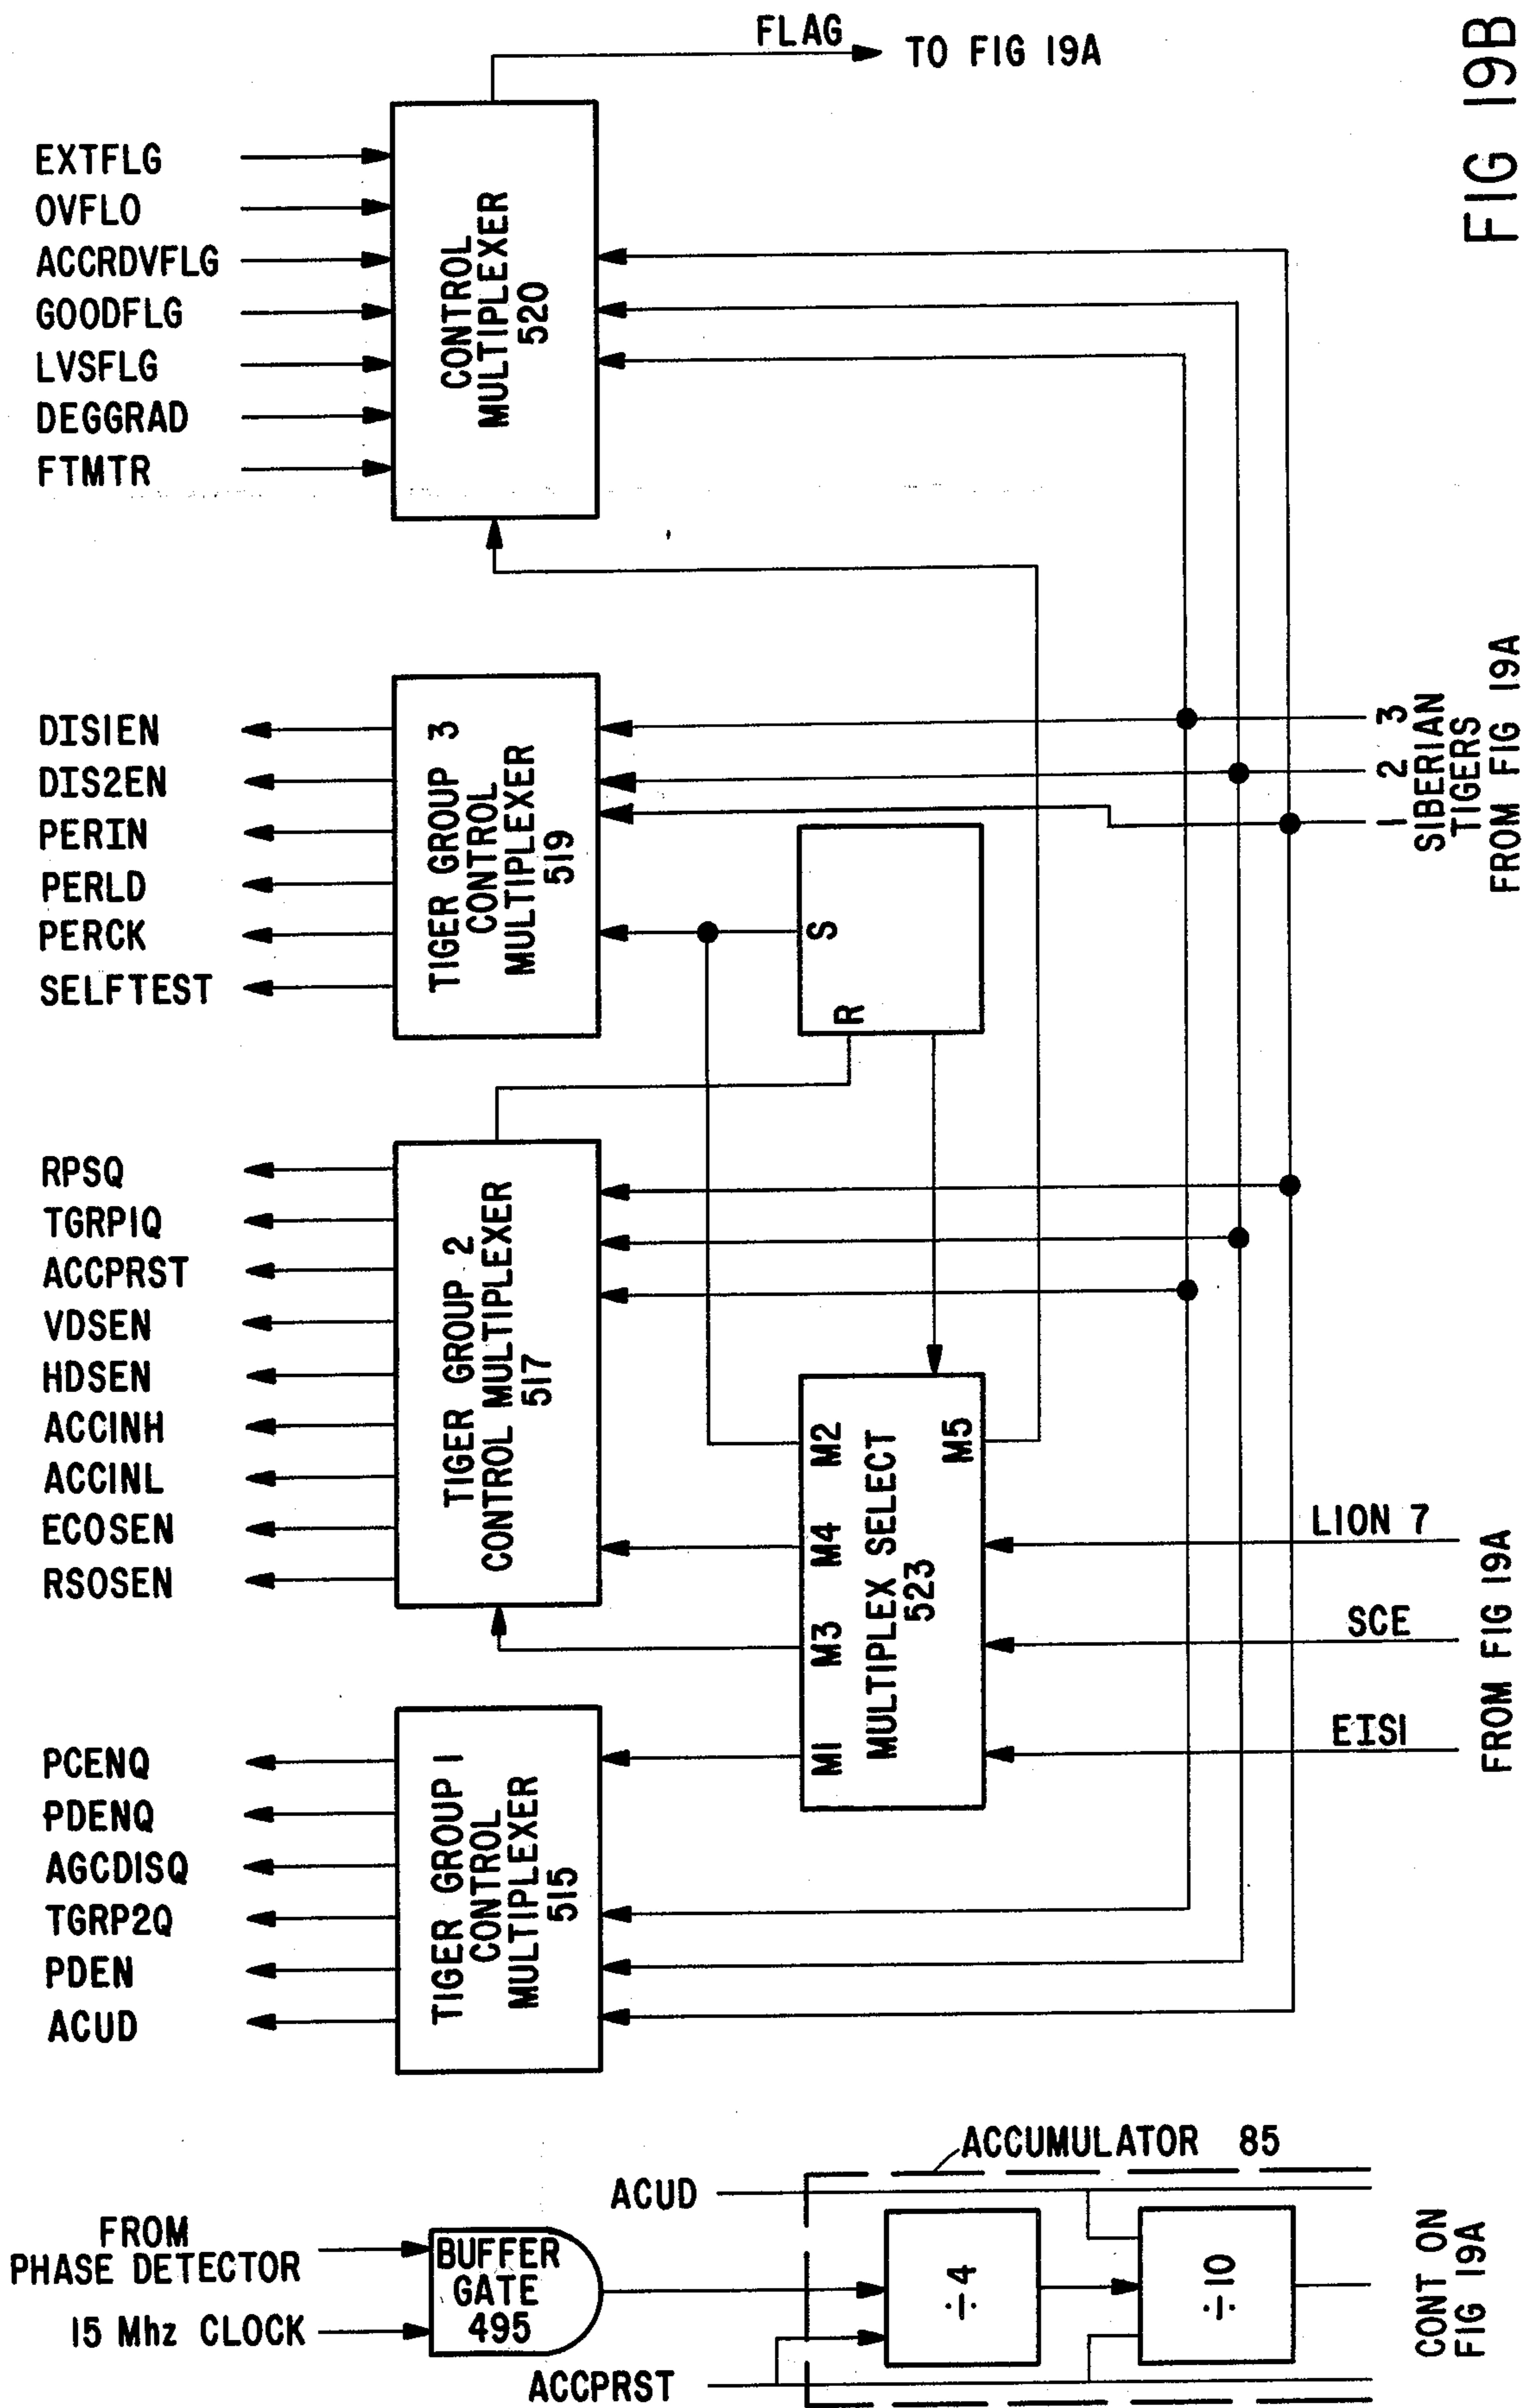 FIG 19B
FLAG
TO FIG 19A
EXTFLG
OVFLO
ACCRDVFLG
GOODFLG
LVSFLG
DEGGRAD
FTMTR
CONTROL
MULTIPLEXER
520
DIS1EN
DIS2EN
PERIN
PERLD
PERCK
SELFTEST
TIGER GROUP 3
CONTROL
MULTIPLEXER
519
S
R
1 2 3
SIBERIAN
TIGERS
FROM FIG 19A
RPSQ
TGRP1Q
ACCPRST
VDSEN
HDSEN
ACCINH
ACCINL
ECOSEN
RSOSEN
TIGER GROUP 2
CONTROL MULTIPLEXER
517
M1 M3 M4 M2
MULTIPLEX SELECT
523
M5
LION 7
SCE
EISI
FROM FIG 19A
PCENQ
PDENQ
AGCDISQ
TGRP2Q
PDEN
ACUD
TIGER GROUP 1
CONTROL
MULTIPLEXER
515
ACCUMULATOR 85
ACUD
FROM
PHASE DETECTOR
15 Mhz CLOCK
BUFFER
GATE
495
÷4
÷10
ACCPRST
CONT ON
FIG 19A